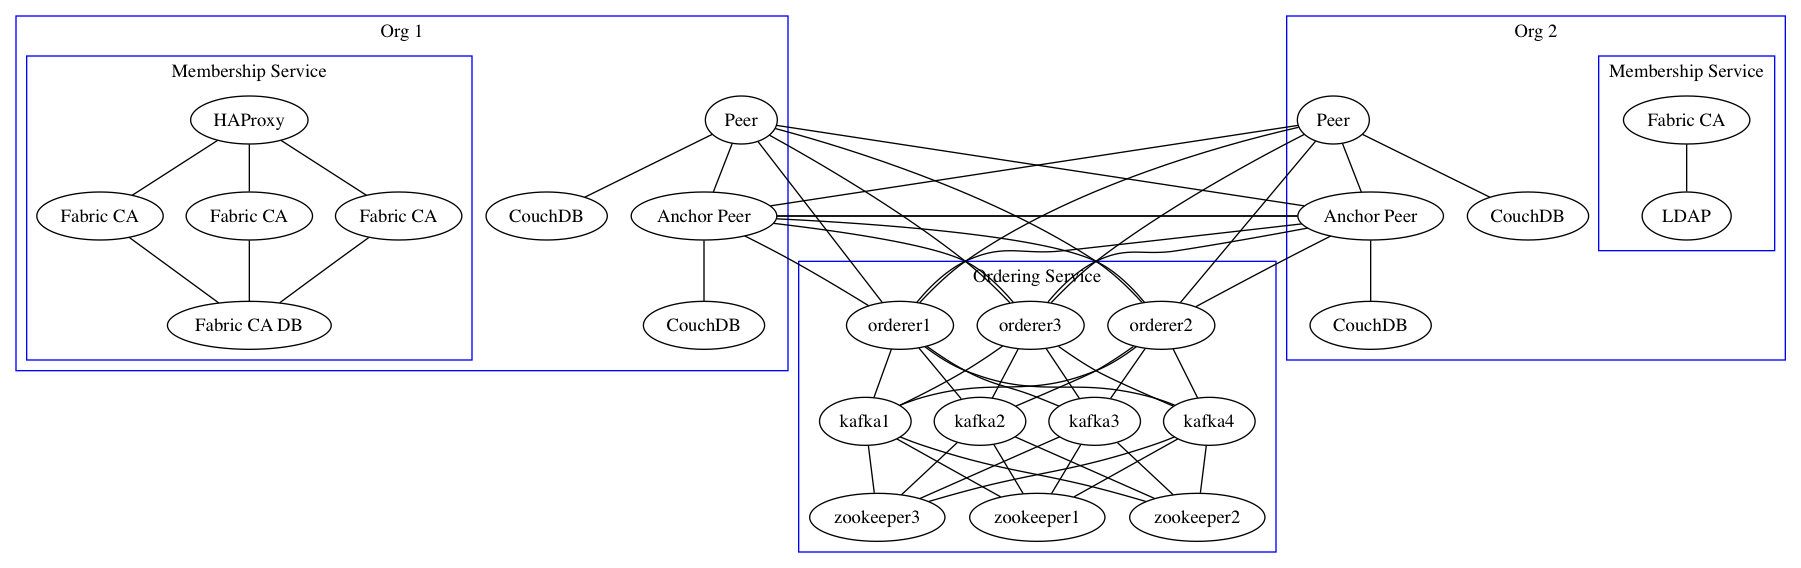 Org 1
Org 2
Membership Service
Membership Service
HAProxy
Peer
Peer
Fabric CA
Fabric CA
Fabric CA
Fabric CA
CouchDB
Anchor Peer
Anchor Peer
CouchDB
LDAP
Ordering Service
Fabric CA DB
CouchDB
orderer1
orderer3
orderer2
CouchDB
kafka1
kafka2
kafka3
kafka4
zookeeper3
zookeeper1
zookeeper2